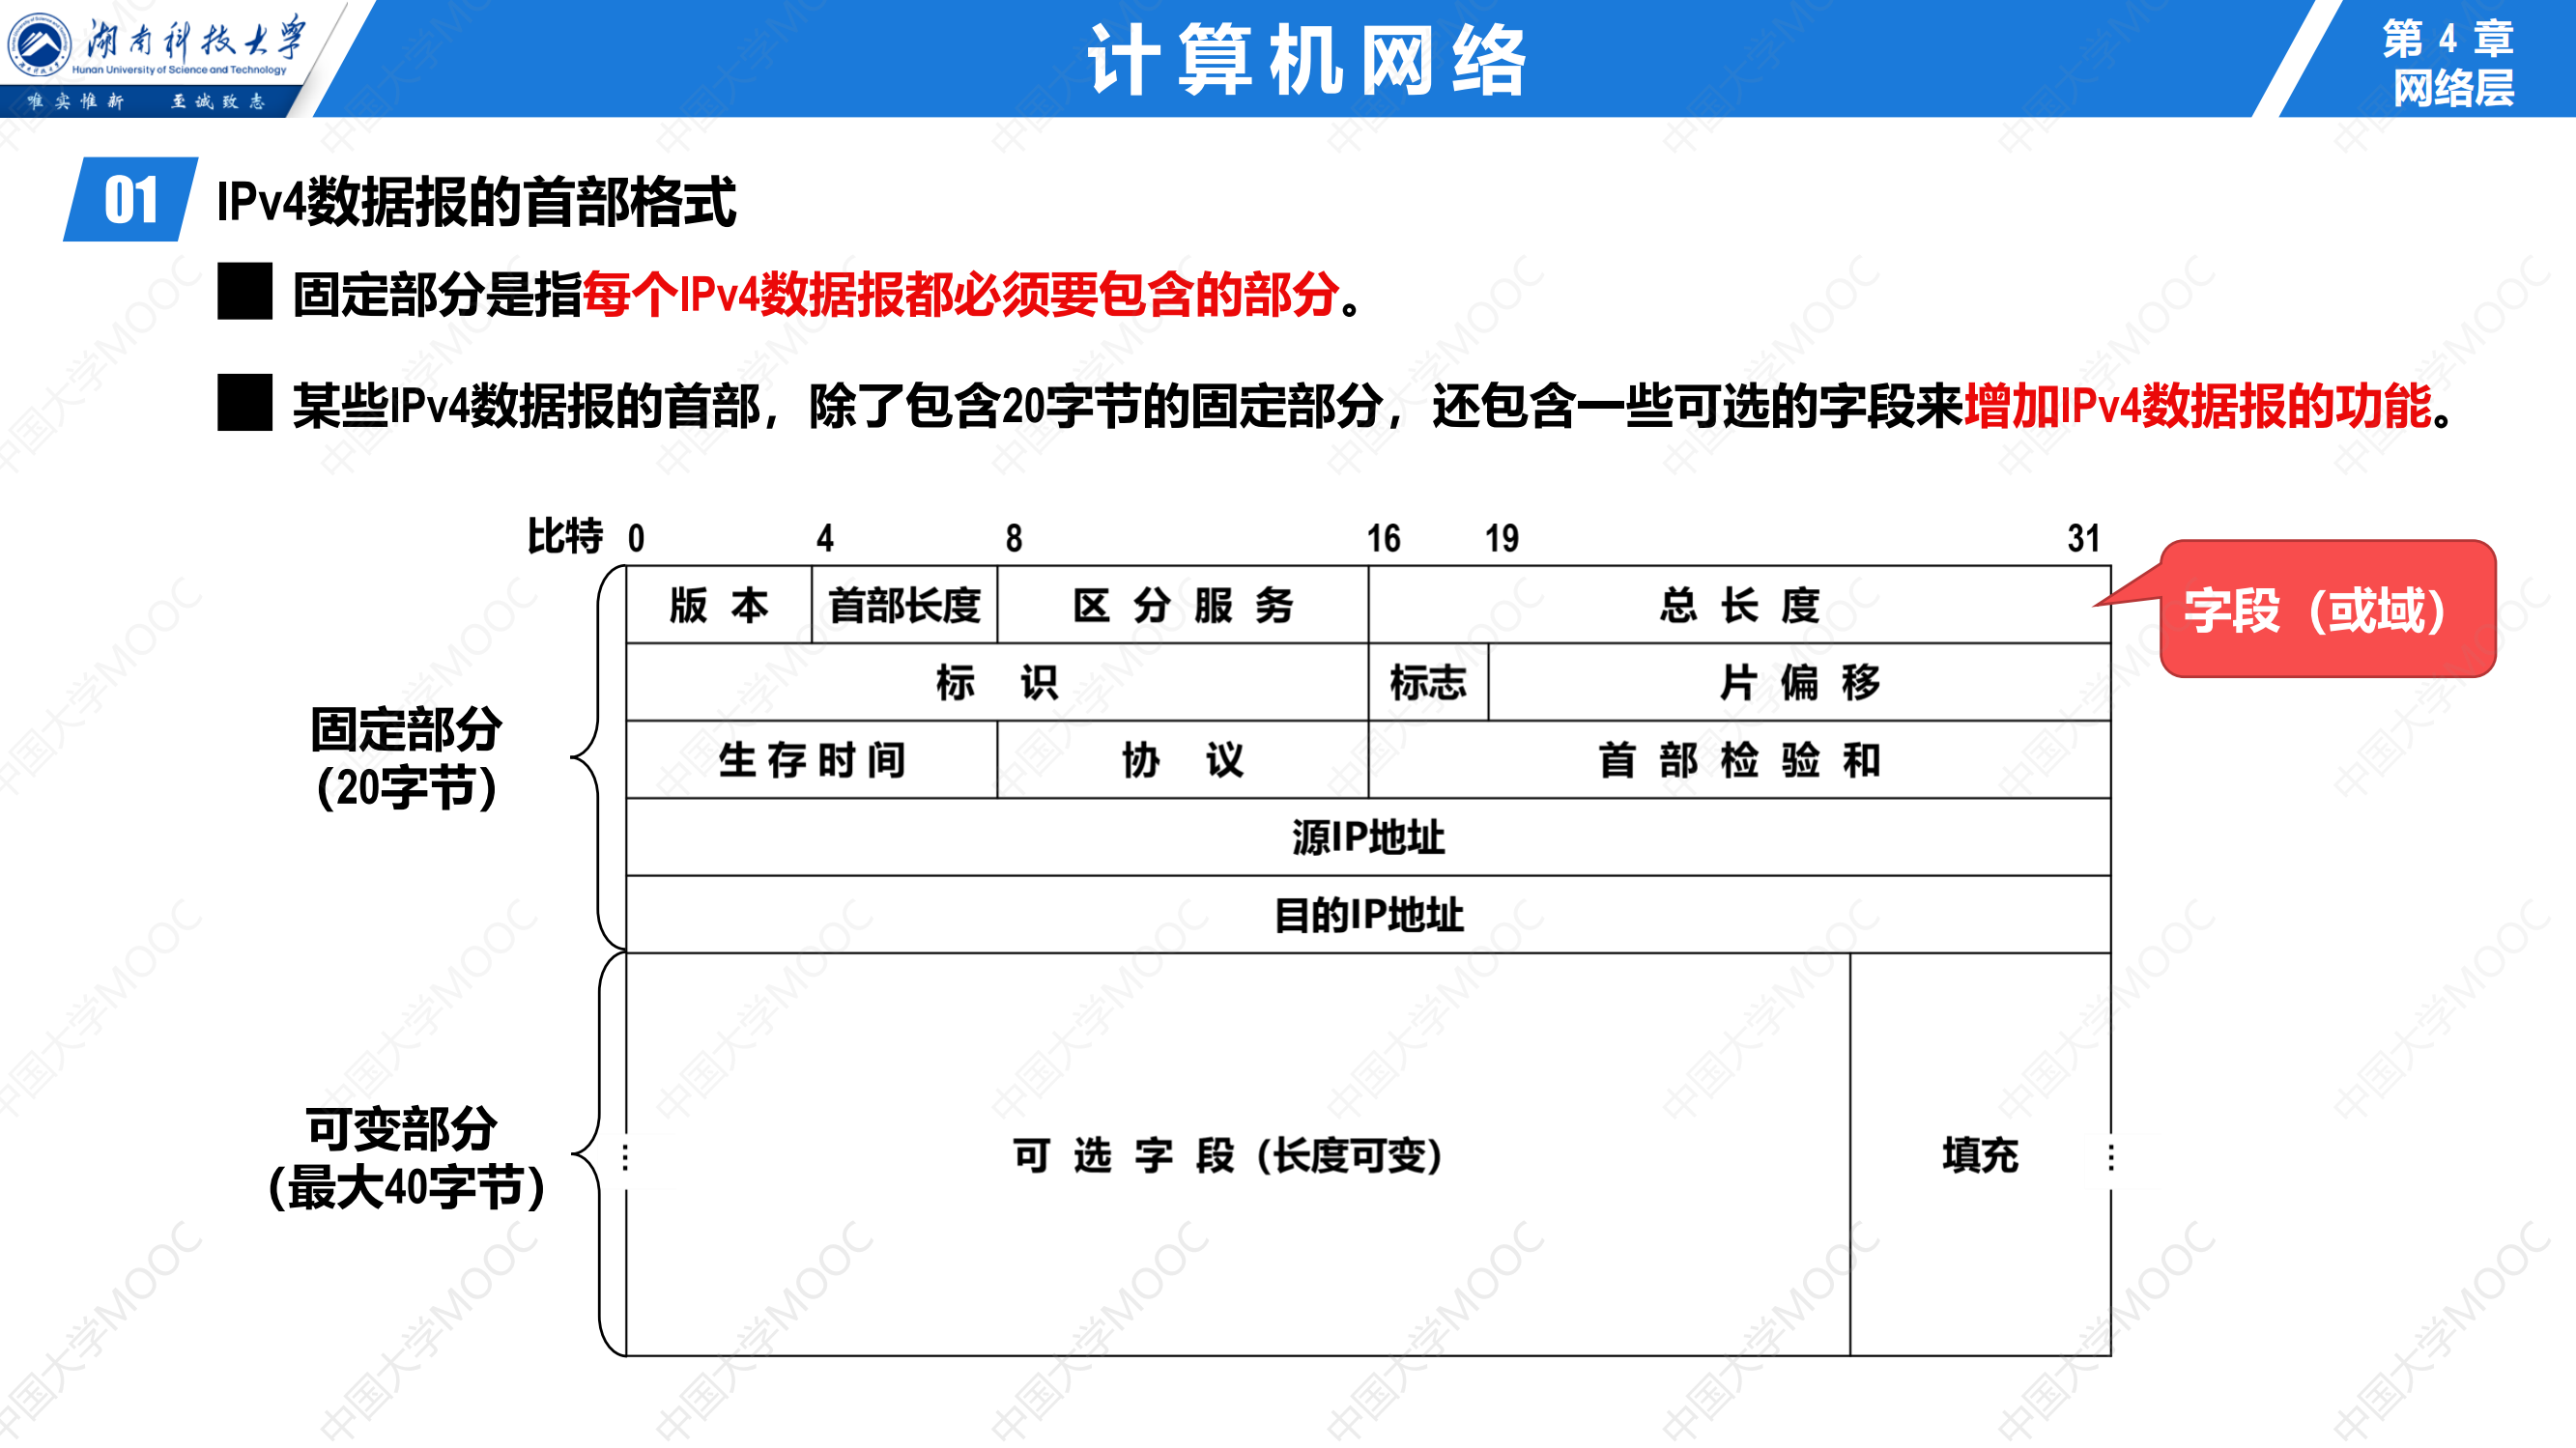 湖南科技大学
Hunan University of Science and Technology
唯实惟新 至诚致志
计算机网络
第 4 章
网络层
01
IPv4数据报的首部格式
固定部分是指每个IPv4数据报都必须要包含的部分。
某些IPv4数据报的首部，除了包含20字节的固定部分，还包含一些可选的字段来增加IPv4数据报的功能。
比特 0 4 8 16 19 31
版 本 首部长度 区 分 服 务 总 长 度
字段（或域）
标 识 标志 片 偏 移
固定部分
（20字节）
生 存 时 间 协 议 首 部 检 验 和
源IP地址
目的IP地址
可变部分
（最大40字节）
可 选 字 段（长度可变） 填充
中国大学MOOC